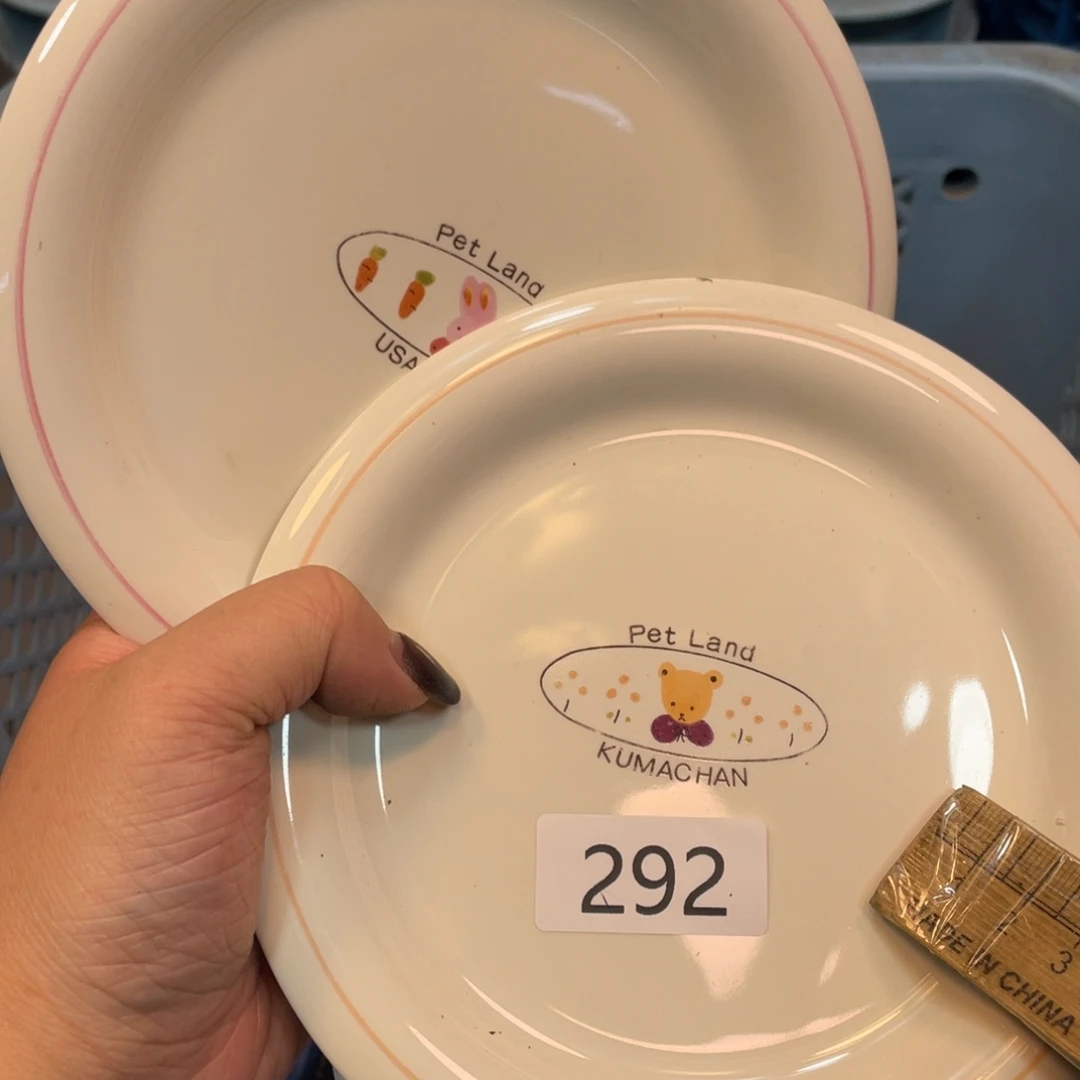 Pet Land
USA
Pet Land
KUMACHAN
292
3
MADE IN CHINA